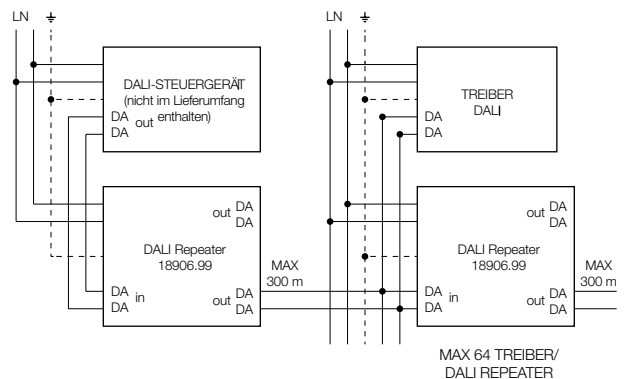 LN
DALI-STEUERGERÄT
(nicht im Lieferumfang
enthalten)
DA
DA
out
out
DA
DA
DALI Repeater
18906.99
DA
DA
in
out
DA
DA
MAX
300 m
LN
TREIBER
DALI
DA
DA
out
DA
DA
DALI Repeater
18906.99
DA
DA
in
out
DA
DA
MAX
300 m
MAX 64 TREIBER/
DALI REPEATER